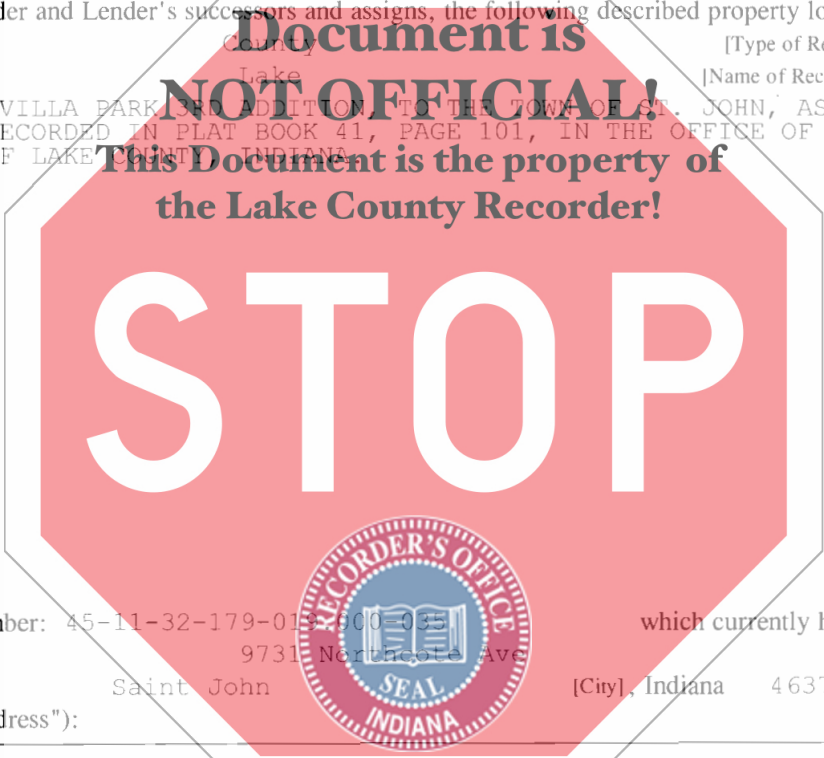 der and Lender's successors and assigns, the following described property lo
Document is
County [Type of Re
Lake [Name of Rec
NOT OFFICIAL!
VILLA PARK 3RD ADDITION, TO THE TOWN OF ST. JOHN, AS
ECORDED IN PLAT BOOK 41, PAGE 101, IN THE OFFICE OF
F LAKE COUNTY, INDIANA.
This Document is the property of
the Lake County Recorder!
STOP
RECORDER'S OFFICE
SEAL
INDIANA
ber: 45-11-32-179-019-000-035 which currently h
9731 Northcote Ave
Saint John [City], Indiana 4637
dress"):